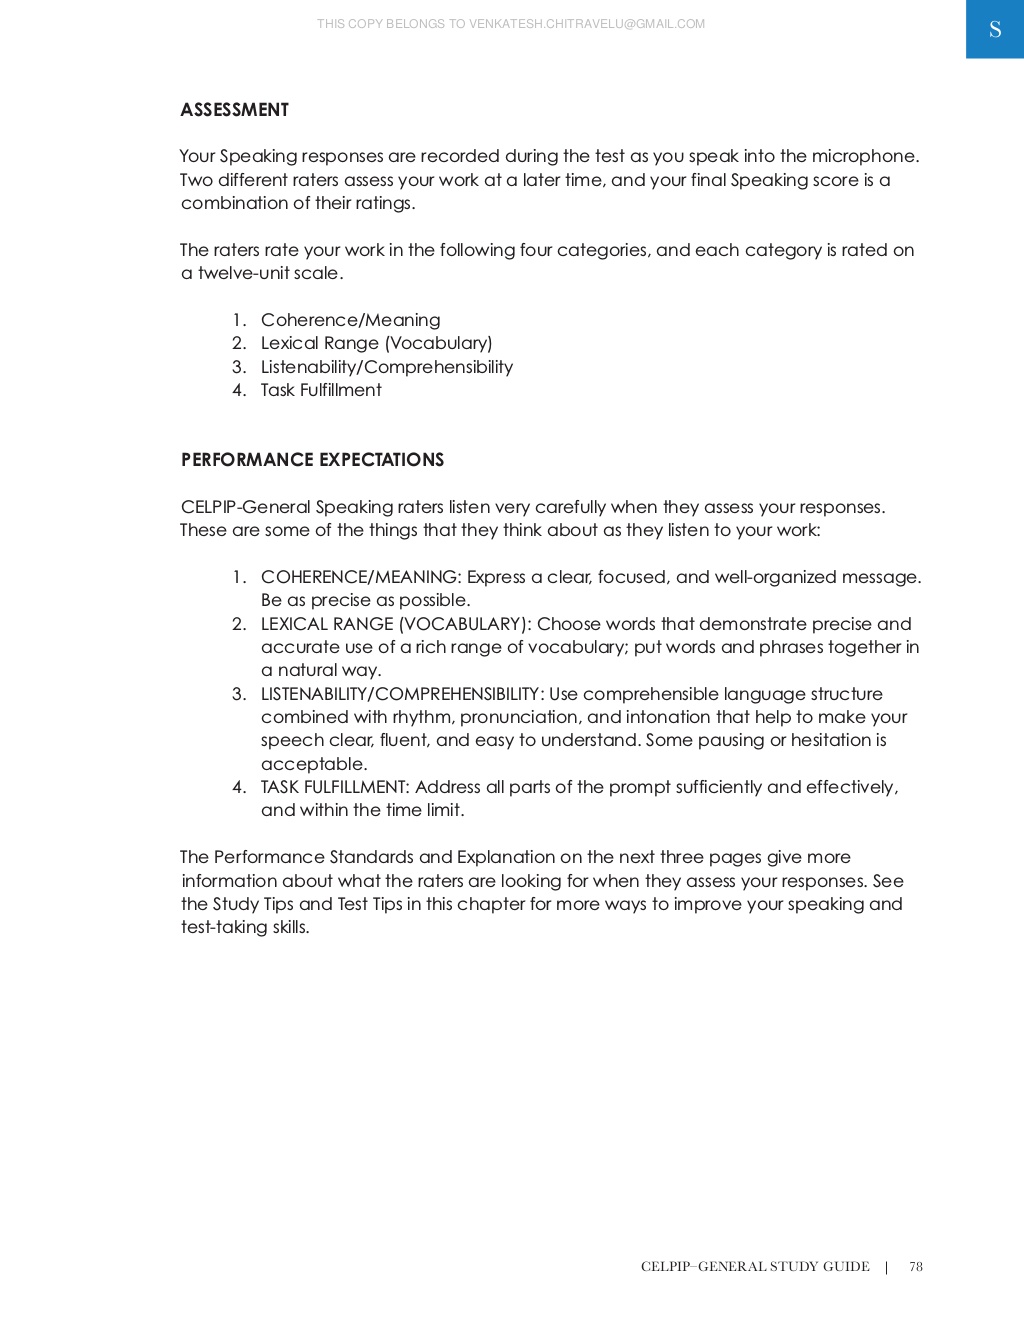 THIS COPY BELONGS TO VENKATESH.CHITRAVELU@GMAIL.COM
S
ASSESSMENT
Your Speaking responses are recorded during the test as you speak into the microphone.
Two different raters assess your work at a later time, and your final Speaking score is a
combination of their ratings.
The raters rate your work in the following four categories, and each category is rated on
a twelve-unit scale.
1. Coherence/Meaning
2. Lexical Range (Vocabulary)
3. Listenability/Comprehensibility
4. Task Fulfillment
PERFORMANCE EXPECTATIONS
CELPIP-General Speaking raters listen very carefully when they assess your responses.
These are some of the things that they think about as they listen to your work:
1. COHERENCE/MEANING: Express a clear, focused, and well-organized message.
Be as precise as possible.
2. LEXICAL RANGE (VOCABULARY): Choose words that demonstrate precise and
accurate use of a rich range of vocabulary; put words and phrases together in
a natural way.
3. LISTENABILITY/COMPREHENSIBILITY: Use comprehensible language structure
combined with rhythm, pronunciation, and intonation that help to make your
speech clear, fluent, and easy to understand. Some pausing or hesitation is
acceptable.
4. TASK FULFILLMENT: Address all parts of the prompt sufficiently and effectively,
and within the time limit.
The Performance Standards and Explanation on the next three pages give more
information about what the raters are looking for when they assess your responses. See
the Study Tips and Test Tips in this chapter for more ways to improve your speaking and
test-taking skills.
CELPIP–GENERAL STUDY GUIDE | 78